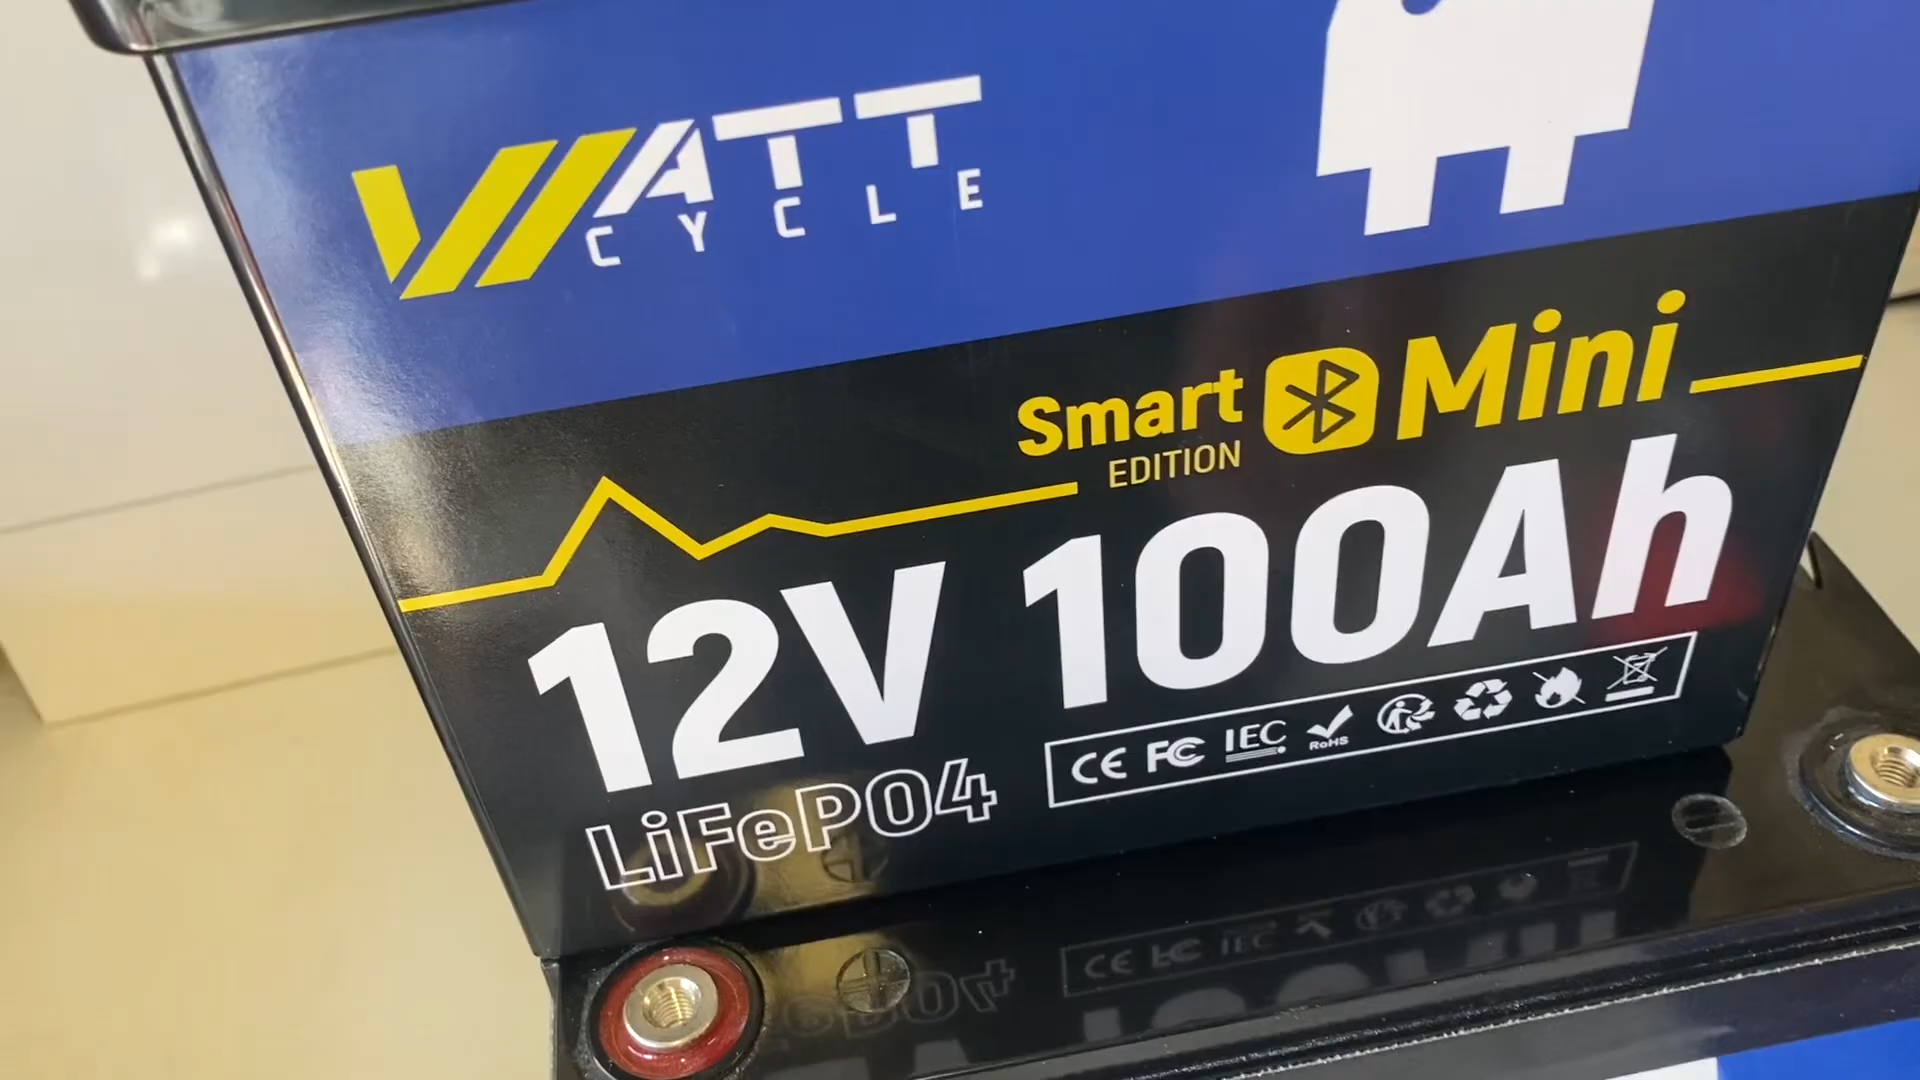 WATT
CYCLE
Smart Mini
EDITION
12V 100Ah
LiFePO4
CE FC IEC RoHS